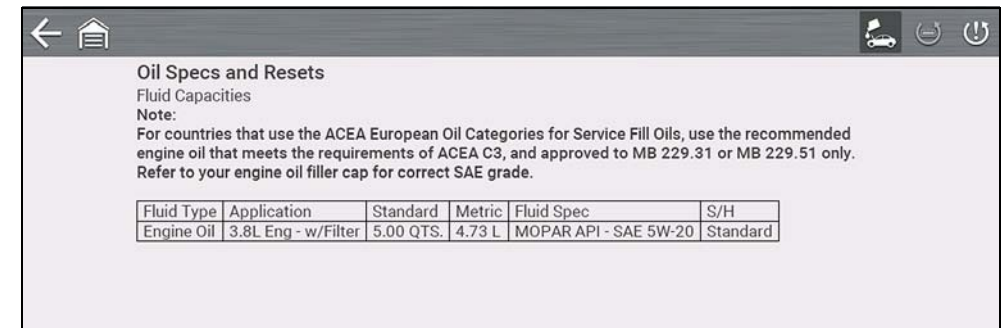 Oil Specs and Resets
Fluid Capacities
Note:
For countries that use the ACEA European Oil Categories for Service Fill Oils, use the recommended
engine oil that meets the requirements of ACEA C3, and approved to MB 229.31 or MB 229.51 only.
Refer to your engine oil filler cap for correct SAE grade.
Fluid Type Application Standard Metric Fluid Spec S/H
Engine Oil 3.8L Eng - w/Filter 5.00 QTS. 4.73 L MOPAR API - SAE 5W-20 Standard